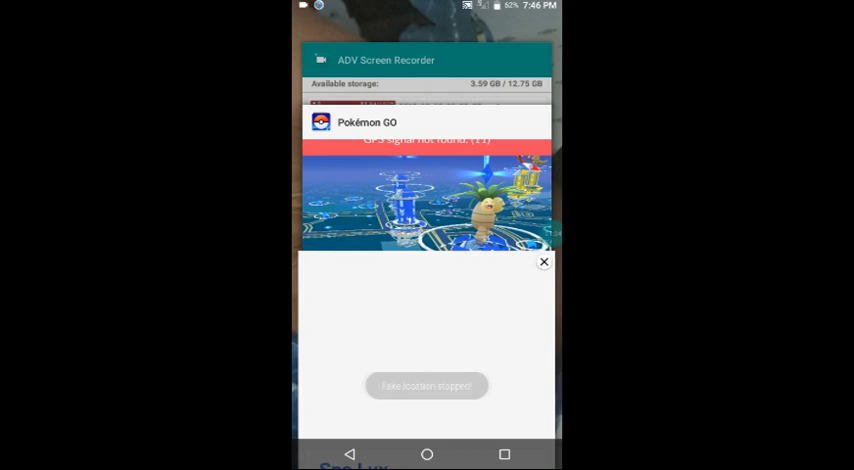 62% 7:46 PM
ADV Screen Recorder
Available storage: 3.59 GB / 12.75 GB
Pokémon GO
GPS signal not found. (11)
Fake location stopped!